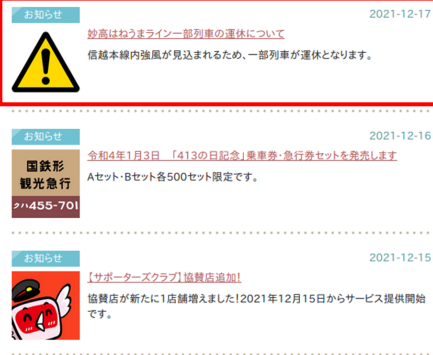 お知らせ
2021-12-17
妙高はねうまライン一部列車の運休について
信越本線内強風が見込まれるため、一部列車が運休となります。
お知らせ
2021-12-16
令和4年1月3日 「413の日記念」乗車券・急行券セットを発売します
Aセット・Bセット各500セット限定です。
国鉄形
観光急行
クハ455-701
お知らせ
2021-12-15
【サポーターズクラブ】協賛店追加!
協賛店が新たに1店舗増えました!2021年12月15日からサービス提供開始
です。